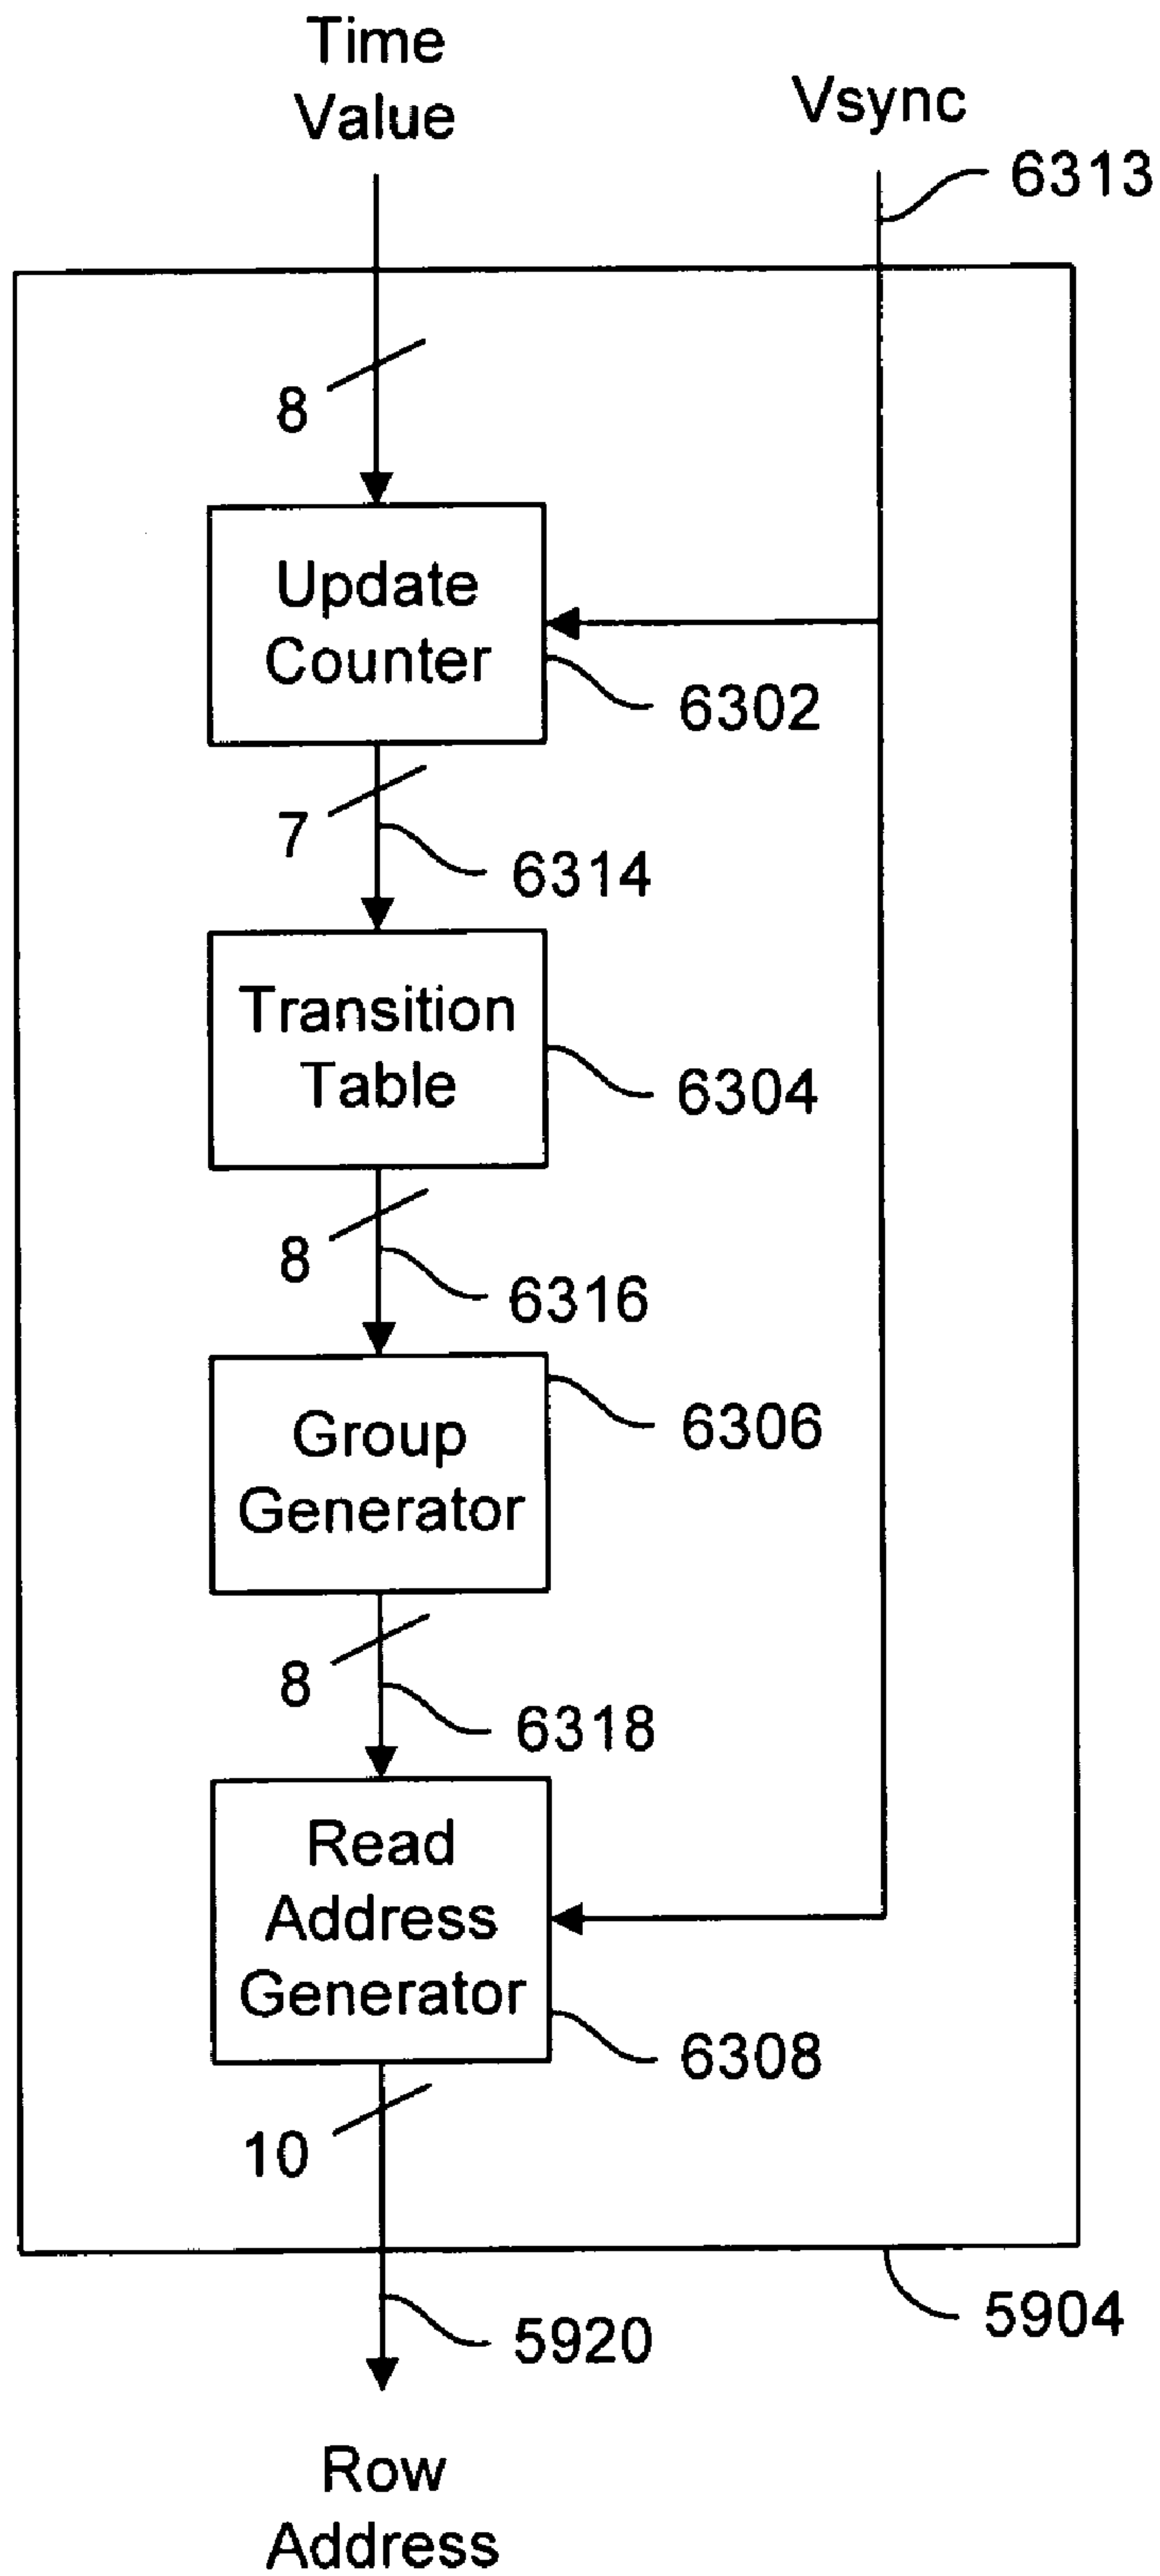 Time
Value
Vsync
6313
8
Update
Counter
6302
7
6314
Transition
Table
6304
8
6316
Group
Generator
6306
8
6318
Read
Address
Generator
6308
10
5904
5920
Row
Address